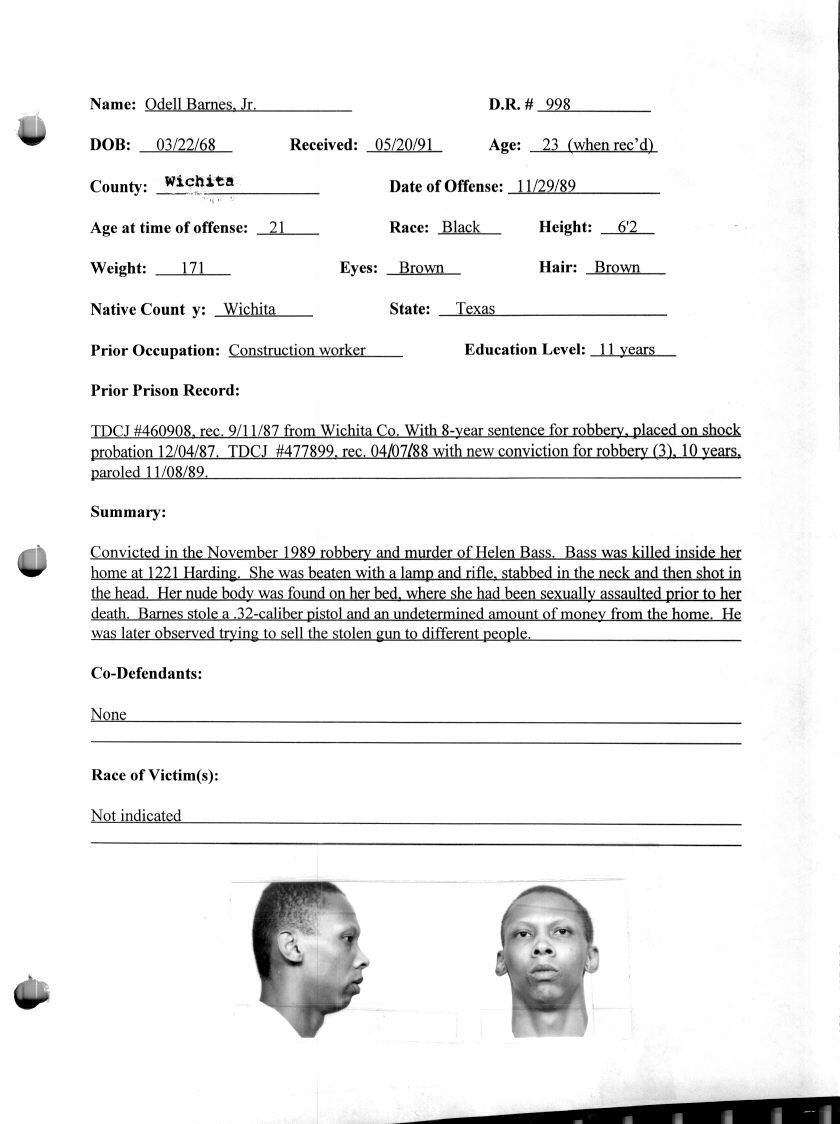 Name: Odell Barnes, Jr. D.R. # 998
DOB: 03/22/68 Received: 05/20/91 Age: 23 (when rec'd)
County: Wichita Date of Offense: 11/29/89
Age at time of offense: 21 Race: Black Height: 6'2
Weight: 171 Eyes: Brown Hair: Brown
Native Count y: Wichita State: Texas
Prior Occupation: Construction worker Education Level: 11 years
Prior Prison Record:
TDCJ #460908, rec. 9/11/87 from Wichita Co. With 8-year sentence for robbery, placed on shock
probation 12/04/87. TDCJ #477899, rec. 04/07/88 with new conviction for robbery (3), 10 years,
paroled 11/08/89.
Summary:
Convicted in the November 1989 robbery and murder of Helen Bass. Bass was killed inside her
home at 1221 Harding. She was beaten with a lamp and rifle, stabbed in the neck and then shot in
the head. Her nude body was found on her bed, where she had been sexually assaulted prior to her
death. Barnes stole a .32-caliber pistol and an undetermined amount of money from the home. He
was later observed trying to sell the stolen gun to different people.
Co-Defendants:
None
Race of Victim(s):
Not indicated